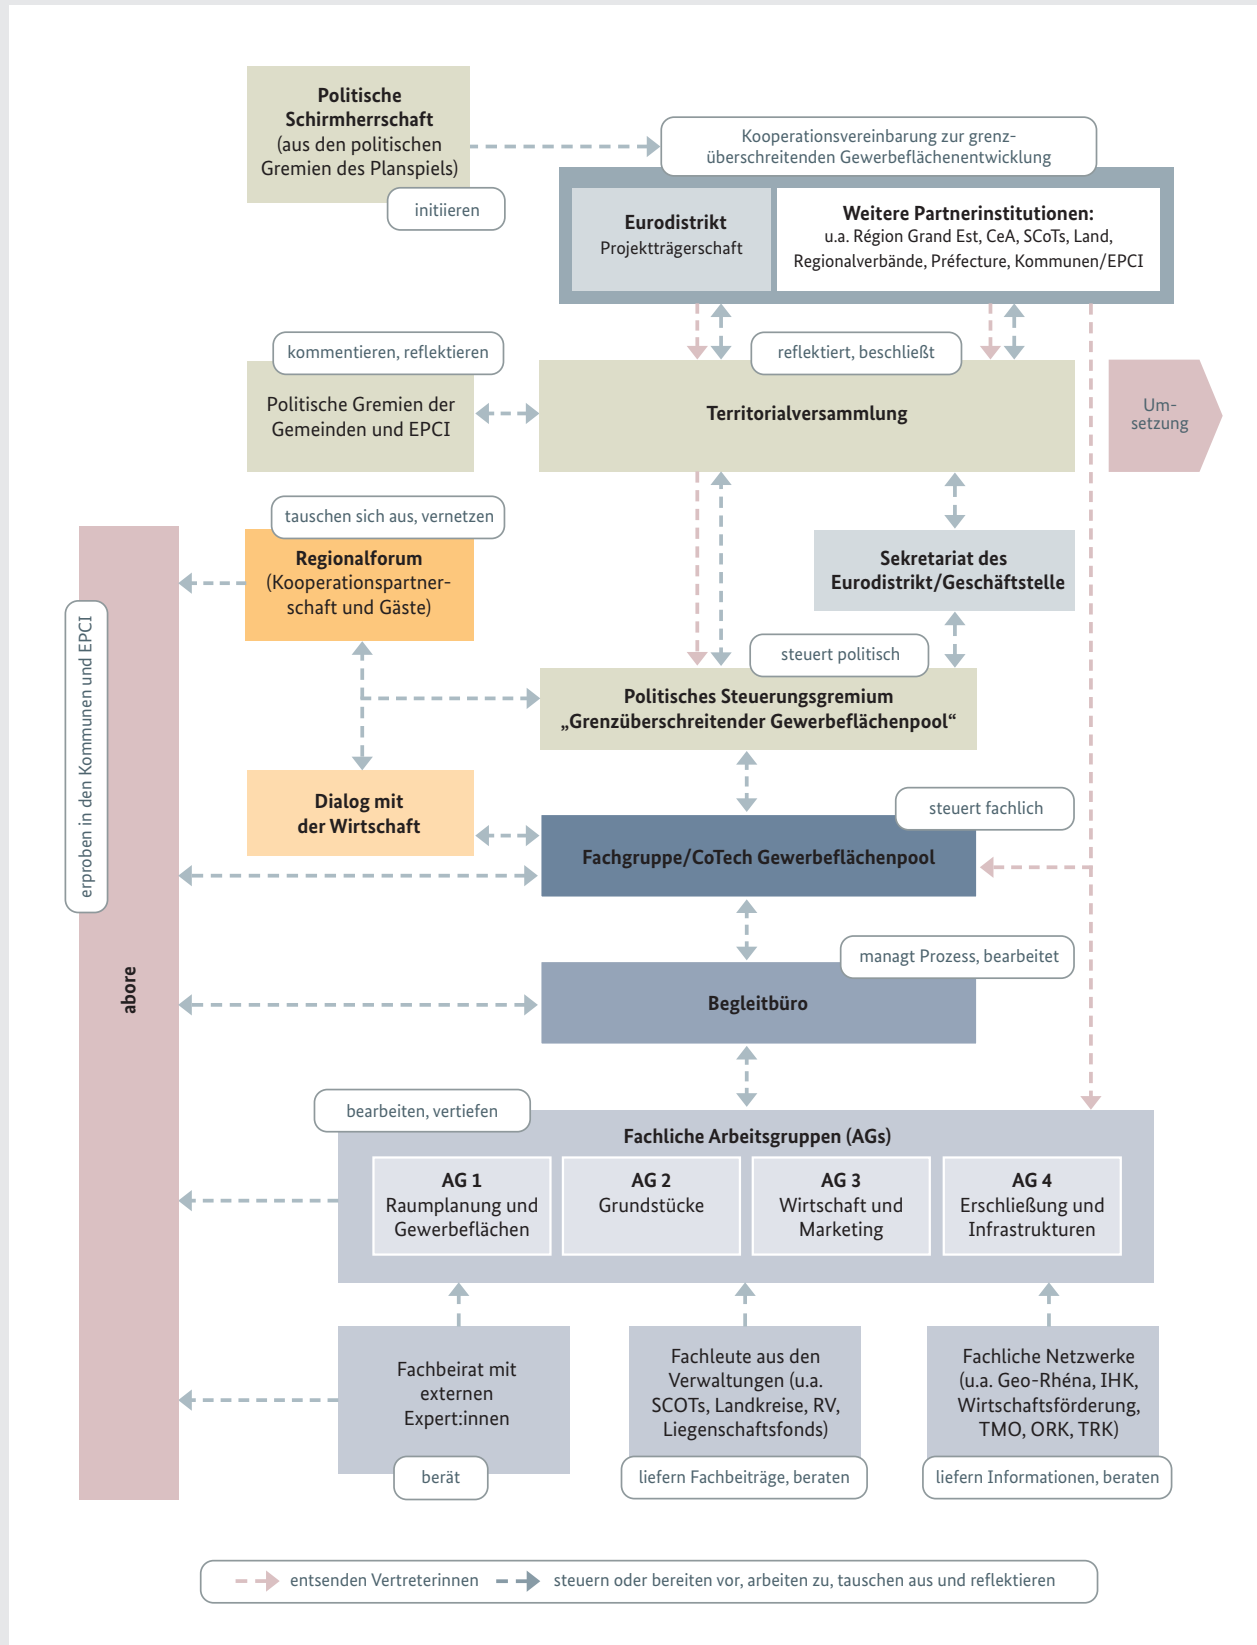 Politische
Schirmherrschaft
(aus den politischen
Gremien des Planspiels)
initiieren
Kooperationsvereinbarung zur grenz-
überschreitenden Gewerbeflächenentwicklung
Eurodistrikt
Projektträgerschaft
Weitere Partnerinstitutionen:
u.a. Région Grand Est, CeA, SCoTs, Land,
Regionalverbände, Préfecture, Kommunen/EPCI
kommentieren, reflektieren
Politische Gremien der
Gemeinden und EPCI
reflektiert, beschließt
Territorialversammlung
Um-
setzung
tauschen sich aus, vernetzen
Regionalforum
(Kooperationspartner-
schaft und Gäste)
Sekretariat des
Eurodistrikt/Geschäftstelle
steuert politisch
Politisches Steuerungsgremium
„Grenzüberschreitender Gewerbeflächenpool“
Dialog mit
der Wirtschaft
steuert fachlich
Fachgruppe/CoTech Gewerbeflächenpool
erproben in den Kommunen und EPCI
abore
managt Prozess, bearbeitet
Begleitbüro
bearbeiten, vertiefen
Fachliche Arbeitsgruppen (AGs)
AG 1
Raumplanung und
Gewerbeflächen
AG 2
Grundstücke
AG 3
Wirtschaft und
Marketing
AG 4
Erschließung und
Infrastrukturen
Fachbeirat mit
externen
Expert:innen
berät
Fachleute aus den
Verwaltungen (u.a.
SCOTs, Landkreise, RV,
Liegenschaftsfonds)
liefern Fachbeiträge, beraten
Fachliche Netzwerke
(u.a. Geo-Rhéna, IHK,
Wirtschaftsförderung,
TMO, ORK, TRK)
liefern Informationen, beraten
entsenden Vertreterinnen
steuern oder bereiten vor, arbeiten zu, tauschen aus und reflektieren